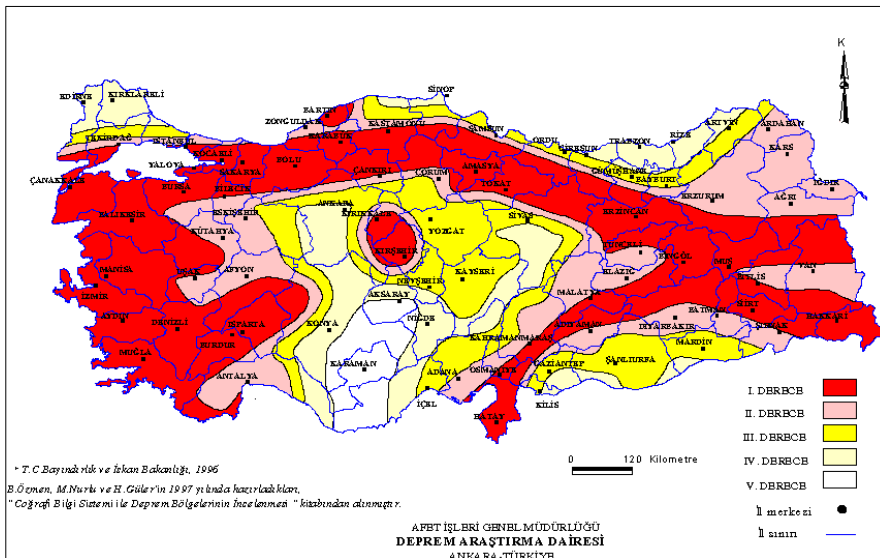 K
SİNOP
EDİRNE
KIRKLARELİ
BARTIN
ZONGULDAK
KASTAMONU
KARABÜK
SAMSUN
ORDU
GİRESUN
TRABZON
RİZE
ARTVİN
ARDAHAN
TEKİRDAĞ
İSTANBUL
KOCAELİ
YALOVA
SAKARYA
BOLU
ÇANKIRI
ÇORUM
AMASYA
TOKAT
GÜMÜŞHANE
BAYBURT
KARS
IĞDIR
ÇANAKKALE
BURSA
BİLECİK
ANKARA
KIRIKKALE
ERZURUM
AĞRI
BALIKESİR
ESKİŞEHİR
KÜTAHYA
YOZGAT
SİVAS
ERZİNCAN
KIRŞEHİR
TUNCELİ
BİNGÖL
MUŞ
MANİSA
UŞAK
AFYON
NEVŞEHİR
KAYSERİ
ELAZIĞ
BİTLİS
VAN
İZMİR
AKSARAY
MALATYA
AYDIN
DENİZLİ
ISPARTA
BURDUR
KONYA
NİĞDE
KAHRAMANMARAŞ
ADIYAMAN
DİYARBAKIR
BATMAN
SİİRT
ŞIRNAK
HAKKARİ
MUĞLA
ANTALYA
KARAMAN
ADANA
OSMANİYE
GAZİANTEP
ŞANLIURFA
MARDİN
İÇEL
KİLİS
HATAY
I. DERECE
II. DERECE
III. DERECE
IV. DERECE
V. DERECE
İl merkezi
İl sınırı
0 120 Kilometre
* T.C.Bayındırlık ve İskan Bakanlığı, 1996
B.Özmen, M.Nurlu ve H.Güler'in 1997 yılında hazırladıkları,
"Coğrafi Bilgi Sistemi ile Deprem Bölgelerinin İncelenmesi" kitabından alınmıştır.
AFET İŞLERİ GENEL MÜDÜRLÜĞÜ
DEPREM ARAŞTIRMA DAİRESİ
ANKARA-TÜRKİYE